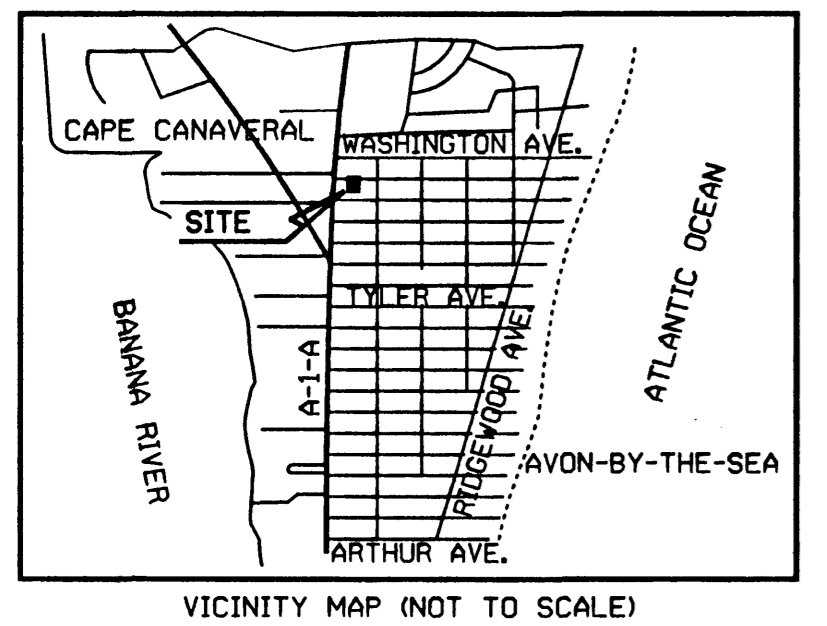 CAPE CANAVERAL
WASHINGTON AVE.
SITE
TYLER AVE.
BANANA RIVER
A-1-A
RIDGEWOOD AVE.
ATLANTIC OCEAN
AVON-BY-THE-SEA
ARTHUR AVE.
VICINITY MAP (NOT TO SCALE)